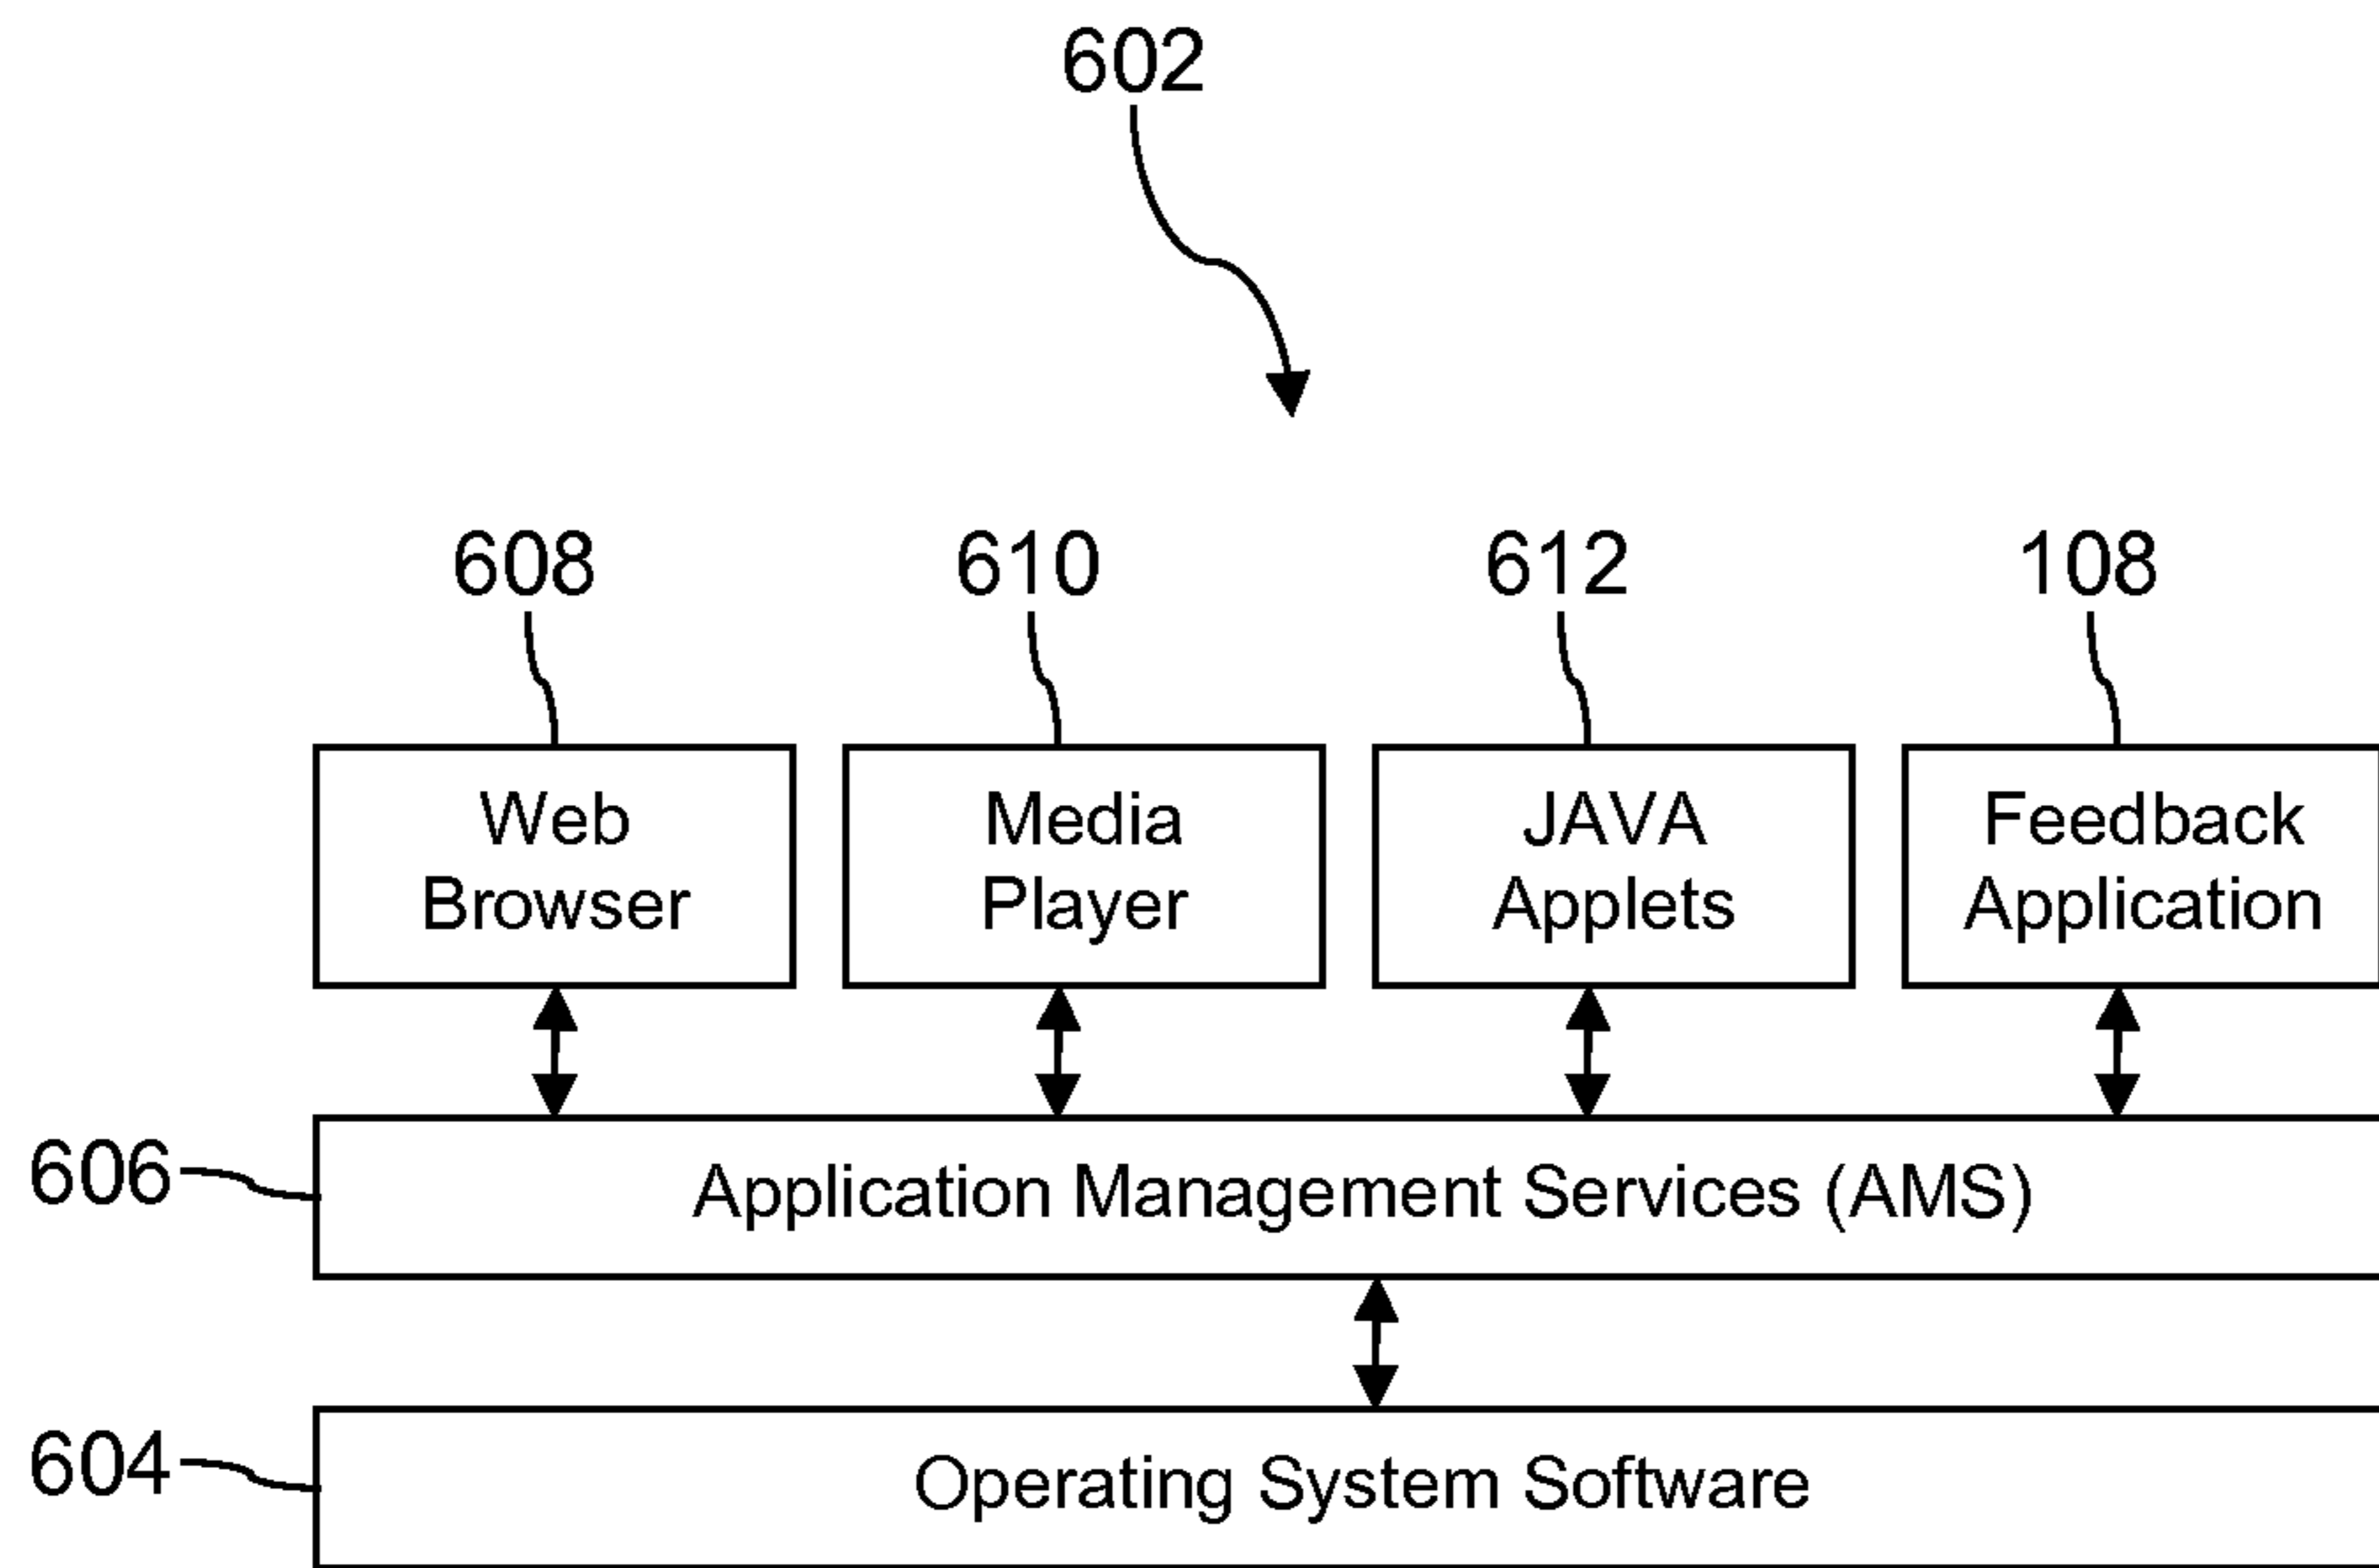 602
608
610
612
108
Web
Browser
Media
Player
JAVA
Applets
Feedback
Application
606
Application Management Services (AMS)
604
Operating System Software